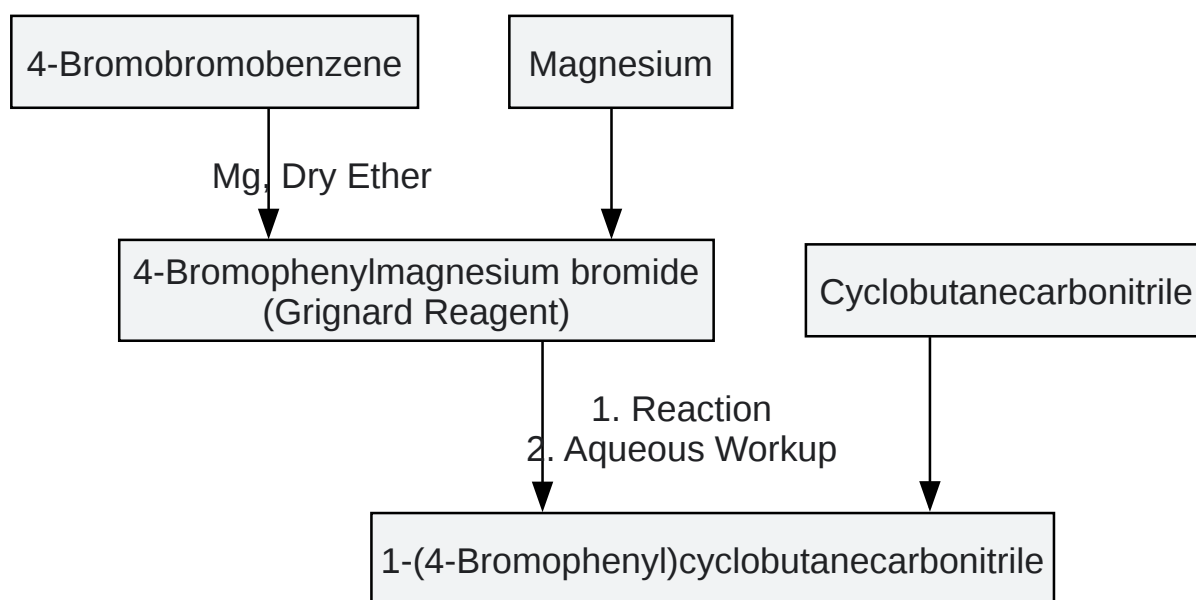 4-Bromobromobenzene
Magnesium
Mg, Dry Ether
4-Bromophenylmagnesium bromide
(Grignard Reagent)
Cyclobutanecarbonitrile
1. Reaction
2. Aqueous Workup
1-(4-Bromophenyl)cyclobutanecarbonitrile